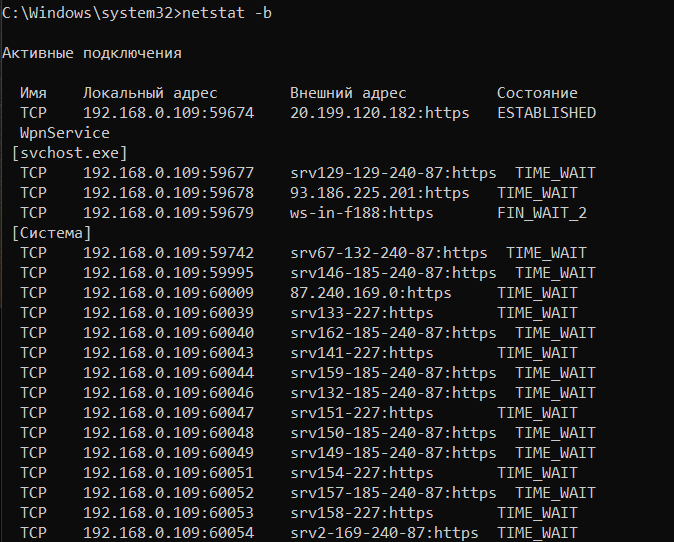 C:\Windows\system32>netstat -b
Активные подключения
Имя Локальный адрес Внешний адрес Состояние
TCP 192.168.0.109:59674 20.199.120.182:https ESTABLISHED
WpnService
[svchost.exe]
TCP 192.168.0.109:59677 srv129-129-240-87:https TIME_WAIT
TCP 192.168.0.109:59678 93.186.225.201:https TIME_WAIT
TCP 192.168.0.109:59679 ws-in-f188:https FIN_WAIT_2
[Система]
TCP 192.168.0.109:59742 srv67-132-240-87:https TIME_WAIT
TCP 192.168.0.109:59995 srv146-185-240-87:https TIME_WAIT
TCP 192.168.0.109:60009 87.240.169.0:https TIME_WAIT
TCP 192.168.0.109:60039 srv133-227:https TIME_WAIT
TCP 192.168.0.109:60040 srv162-185-240-87:https TIME_WAIT
TCP 192.168.0.109:60043 srv141-227:https TIME_WAIT
TCP 192.168.0.109:60044 srv159-185-240-87:https TIME_WAIT
TCP 192.168.0.109:60046 srv132-185-240-87:https TIME_WAIT
TCP 192.168.0.109:60047 srv151-227:https TIME_WAIT
TCP 192.168.0.109:60048 srv150-185-240-87:https TIME_WAIT
TCP 192.168.0.109:60049 srv149-185-240-87:https TIME_WAIT
TCP 192.168.0.109:60051 srv154-227:https TIME_WAIT
TCP 192.168.0.109:60052 srv157-185-240-87:https TIME_WAIT
TCP 192.168.0.109:60053 srv158-227:https TIME_WAIT
TCP 192.168.0.109:60054 srv2-169-240-87:https TIME_WAIT